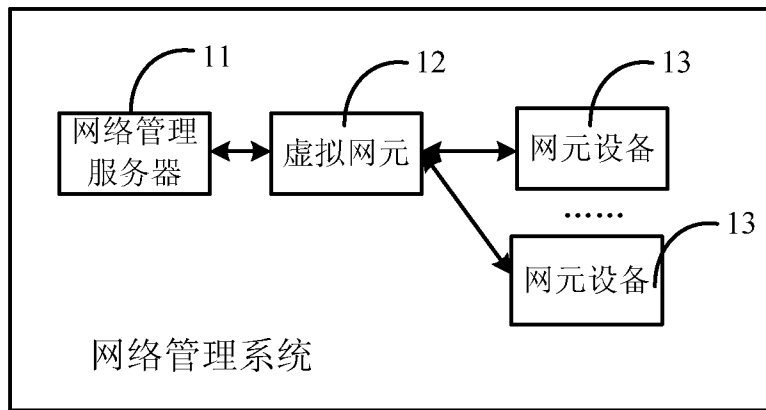 11
12
13
网络管理
服务器
虚拟网元
网元设备
……
13
网元设备
网络管理系统